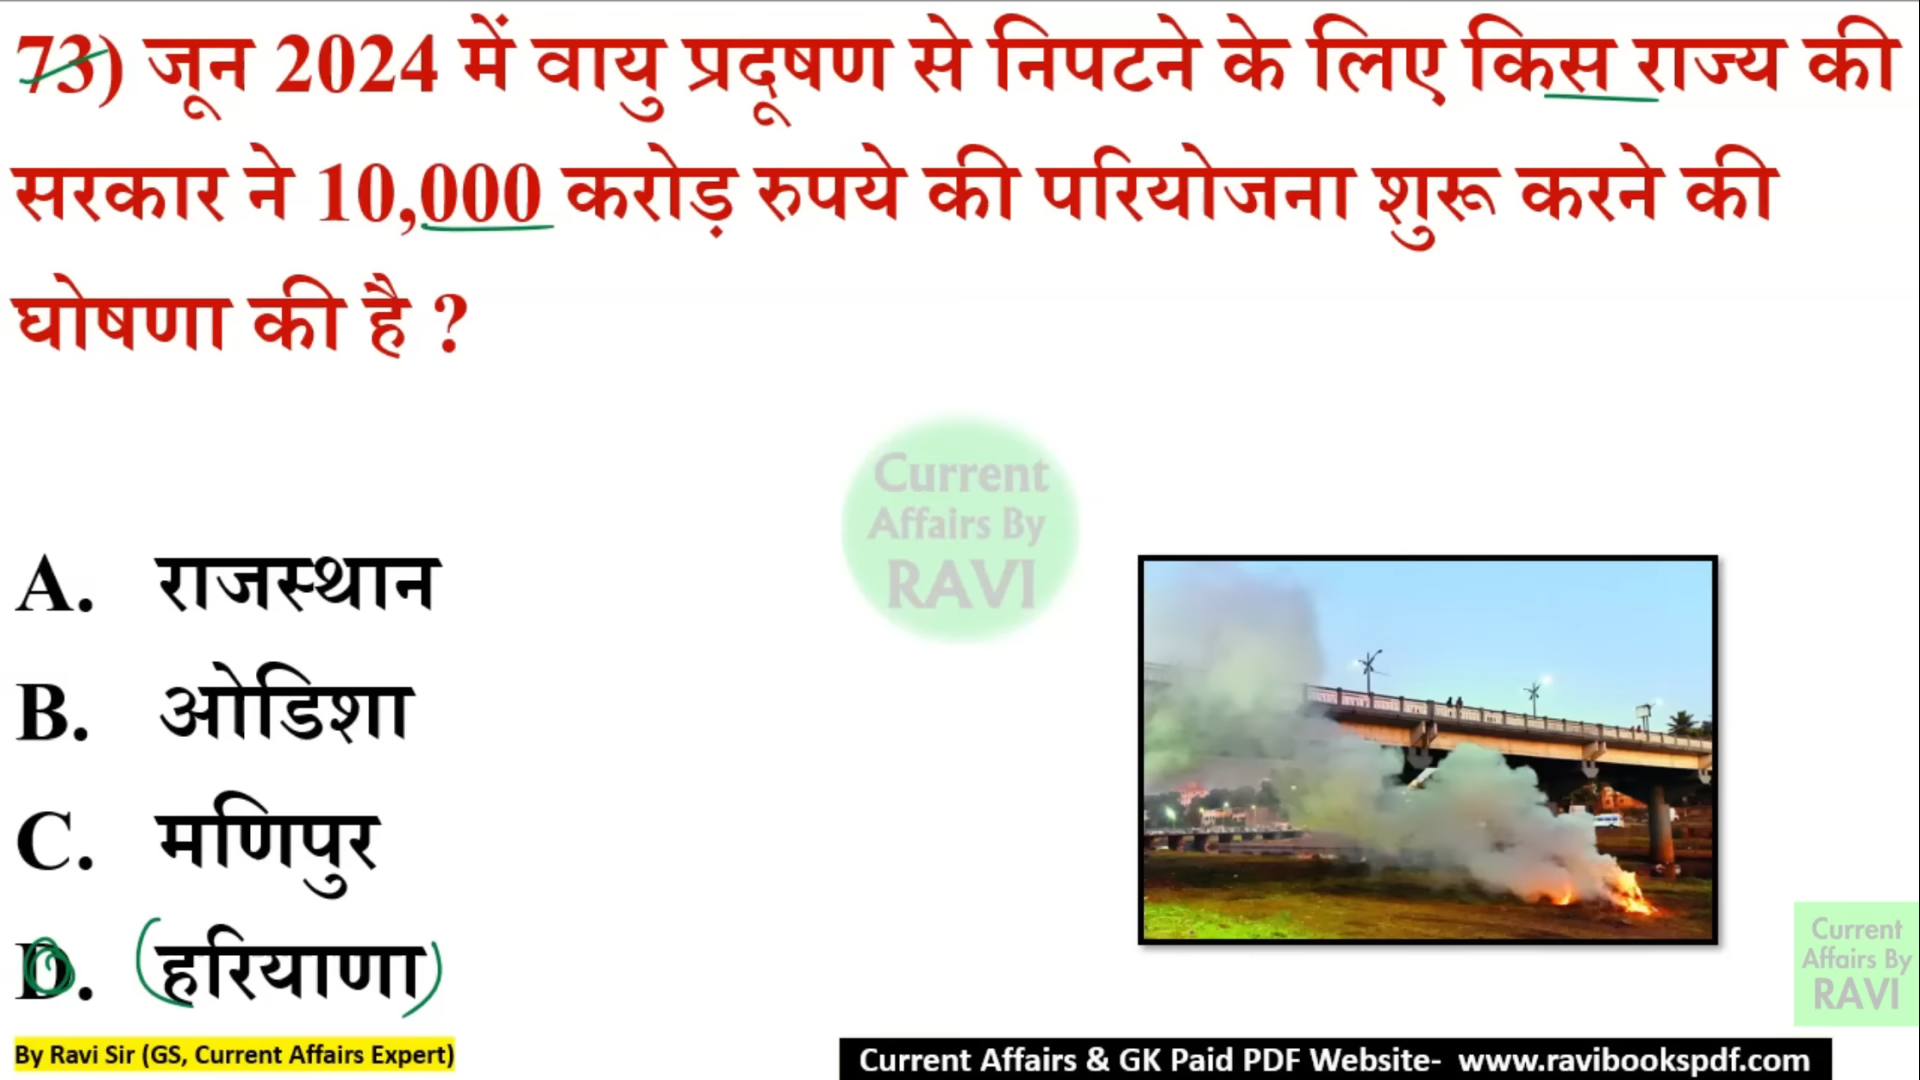 73) जून 2024 में वायु प्रदूषण से निपटने के लिए किस राज्य की
सरकार ने 10,000 करोड़ रुपये की परियोजना शुरू करने की
घोषणा की है ?
Current
Affairs By
RAVI
A. राजस्थान
B. ओडिशा
C. मणिपुर
D. (हरियाणा)
Current
Affairs By
RAVI
By Ravi Sir (GS, Current Affairs Expert)
Current Affairs & GK Paid PDF Website- www.ravibookspdf.com